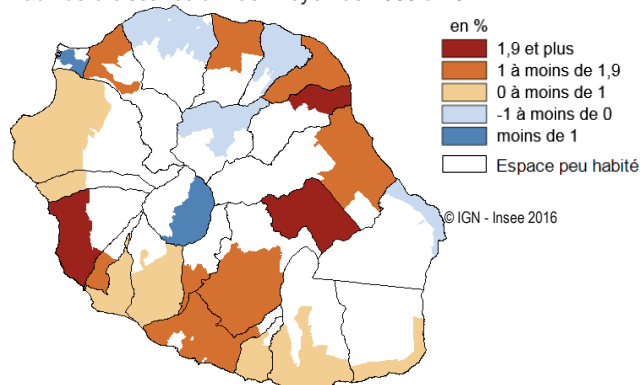 en %
1,9 et plus
1 à moins de 1,9
0 à moins de 1
-1 à moins de 0
moins de 1
Espace peu habité
© IGN - Insee 2016